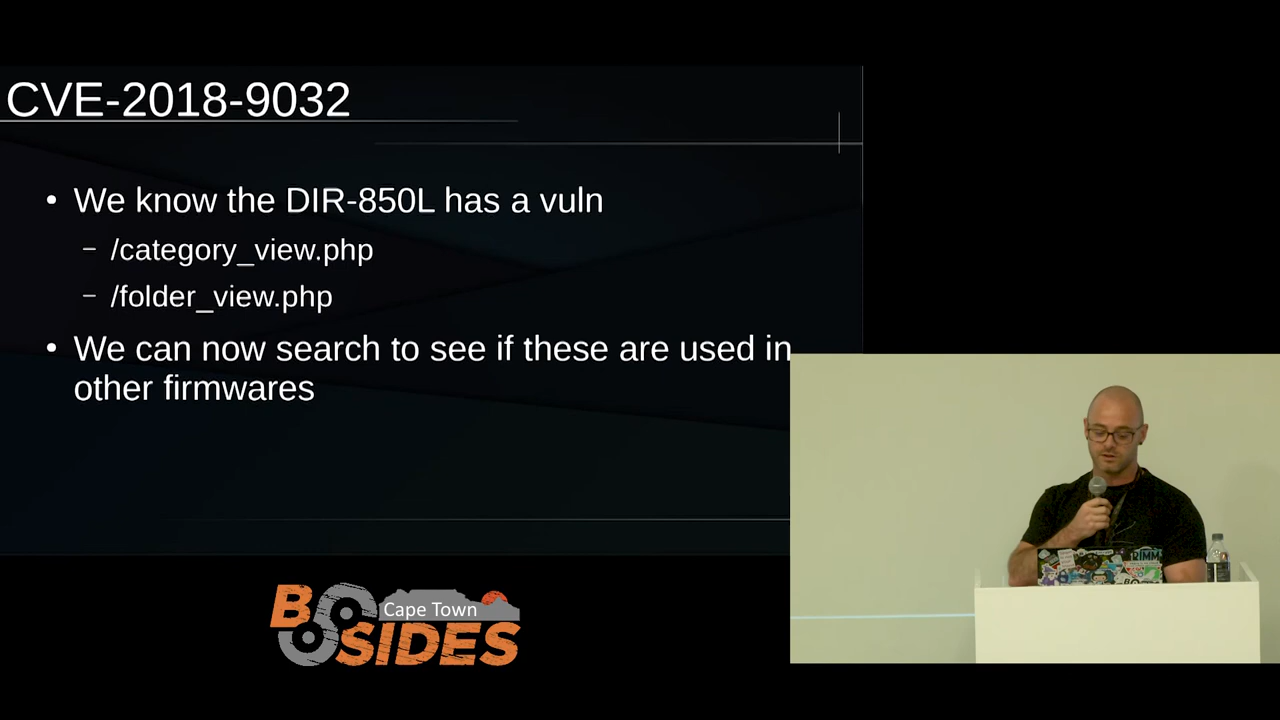 CVE-2018-9032
• We know the DIR-850L has a vuln
– /category_view.php
– /folder_view.php
• We can now search to see if these are used in
other firmwares
BSIDES
Cape Town
RIMM